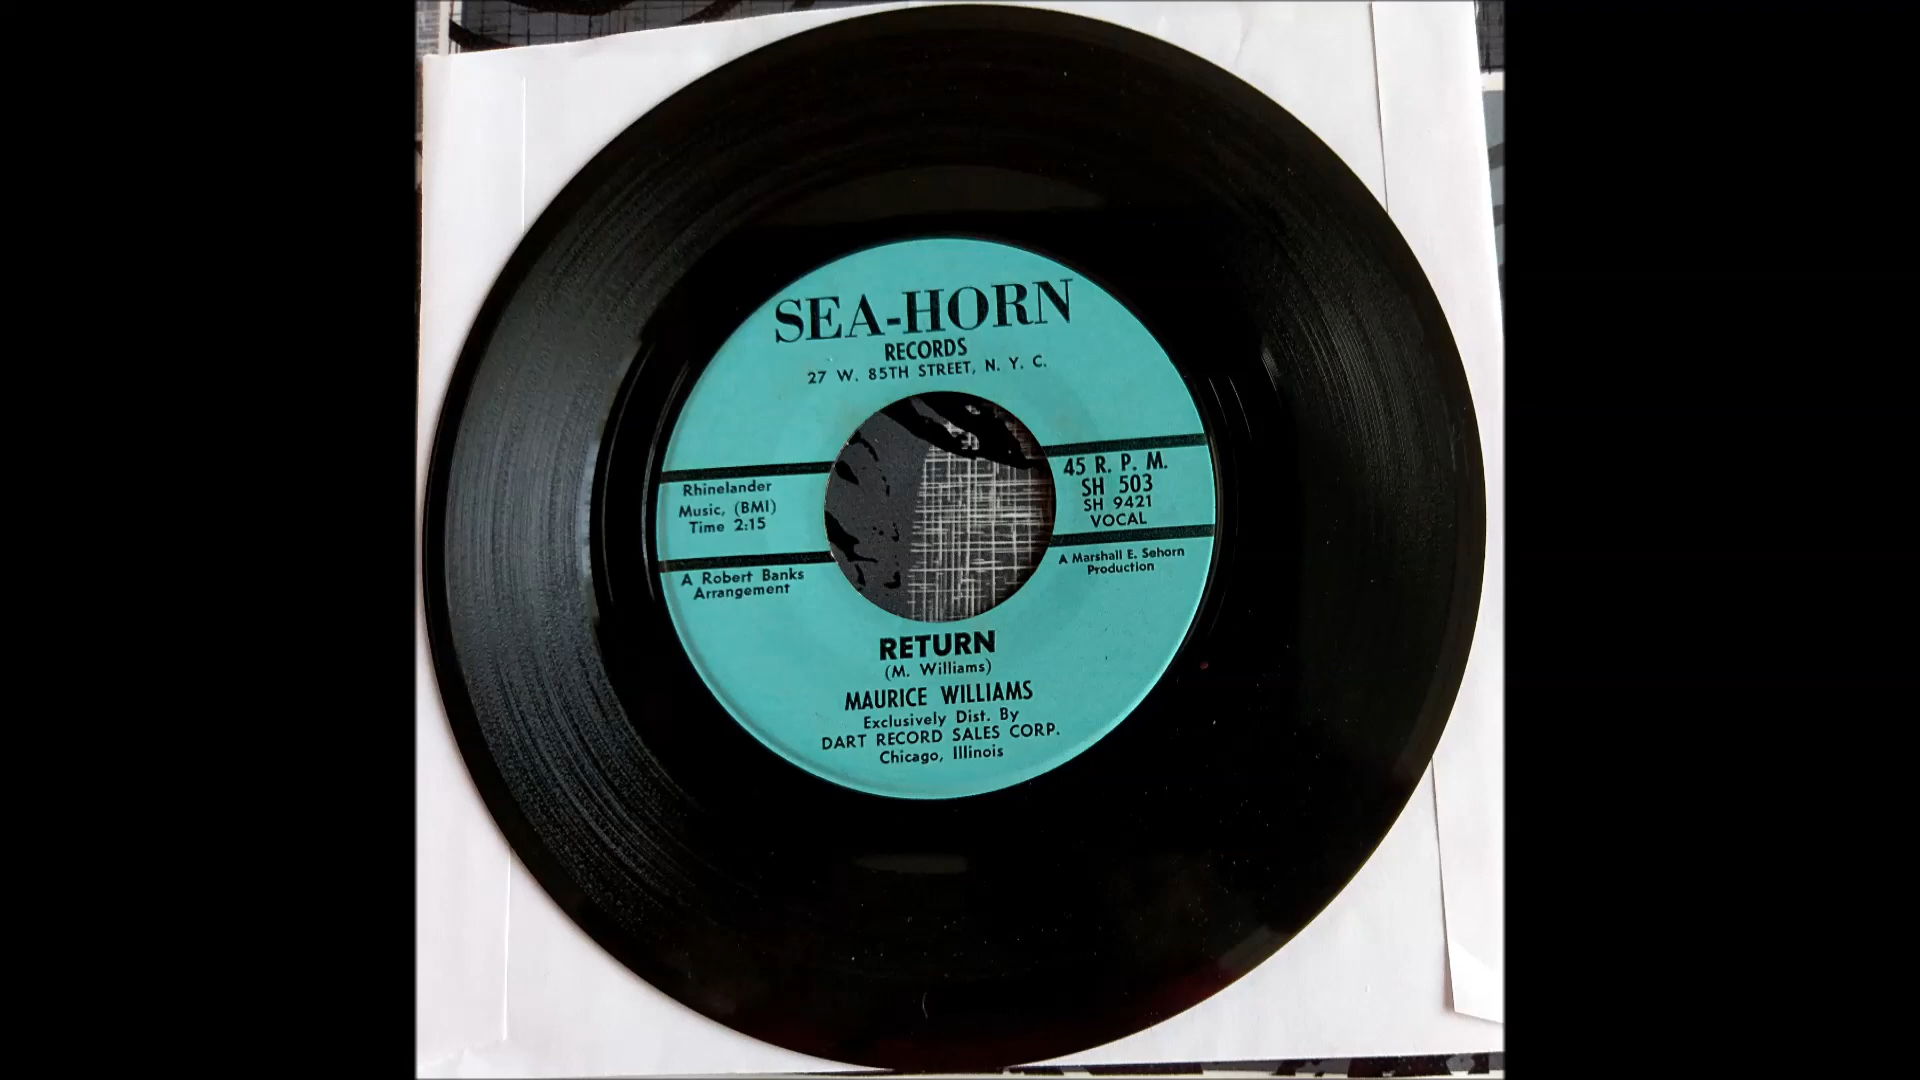 SEA-HORN
RECORDS
27 W. 85TH STREET, N. Y. C.
Rhinelander
Music, (BMI)
Time 2:15
A Robert Banks
Arrangement
45 R. P. M.
SH 503
SH 9421
VOCAL
A Marshall E. Sehorn
Production
RETURN
(M. Williams)
MAURICE WILLIAMS
Exclusively Dist. By
DART RECORD SALES CORP.
Chicago, Illinois